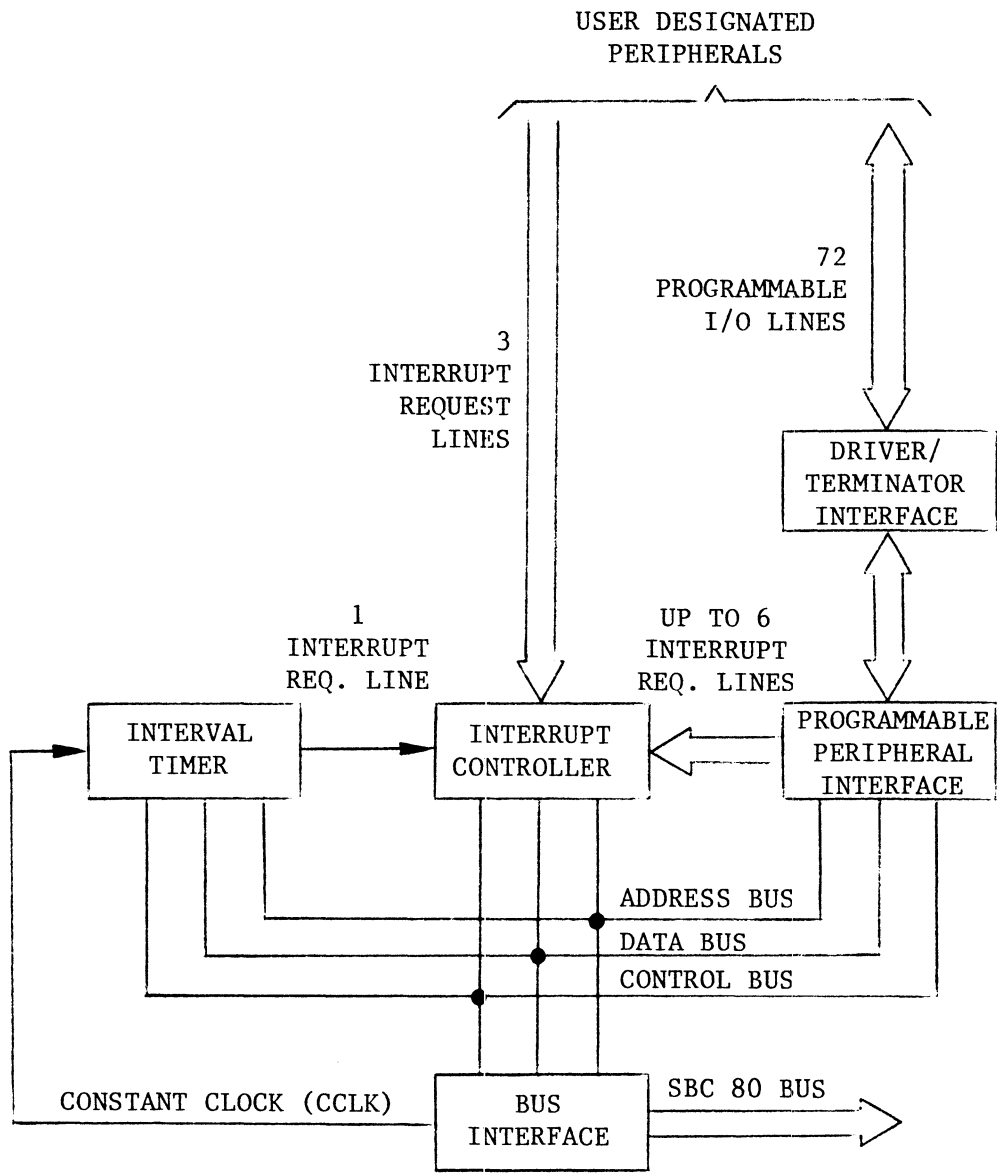 USER DESIGNATED
PERIPHERALS
72
PROGRAMMABLE
I/O LINES
3
INTERRUPT
REQUEST
LINES
DRIVER/
TERMINATOR
INTERFACE
1
INTERRUPT
REQ. LINE
UP TO 6
INTERRUPT
REQ. LINES
INTERVAL
TIMER
INTERRUPT
CONTROLLER
PROGRAMMABLE
PERIPHERAL
INTERFACE
ADDRESS BUS
DATA BUS
CONTROL BUS
CONSTANT CLOCK (CCLK)
BUS
INTERFACE
SBC 80 BUS